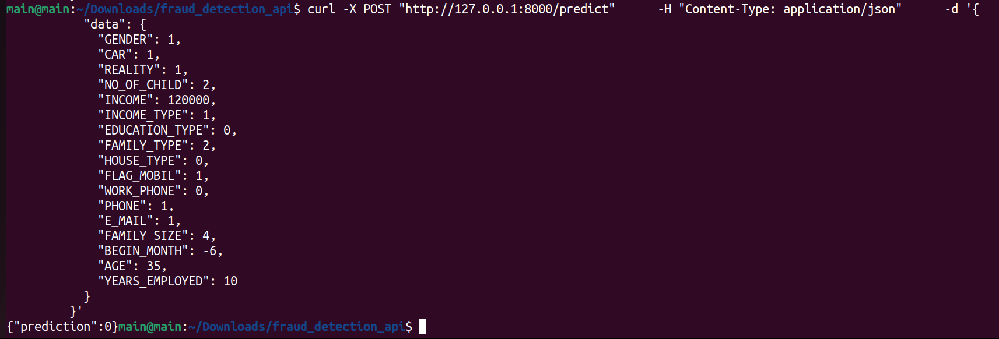 main@main:~/Downloads/fraud_detection_api$ curl -X POST "http://127.0.0.1:8000/predict"      -H "Content-Type: application/json"      -d '{
"data": {
"GENDER": 1,
"CAR": 1,
"REALITY": 1,
"NO_OF_CHILD": 2,
"INCOME": 120000,
"INCOME_TYPE": 1,
"EDUCATION_TYPE": 0,
"FAMILY_TYPE": 2,
"HOUSE_TYPE": 0,
"FLAG_MOBIL": 1,
"WORK_PHONE": 0,
"PHONE": 1,
"E_MAIL": 1,
"FAMILY SIZE": 4,
"BEGIN_MONTH": -6,
"AGE": 35,
"YEARS_EMPLOYED": 10
}
}'
{"prediction":0}main@main:~/Downloads/fraud_detection_api$